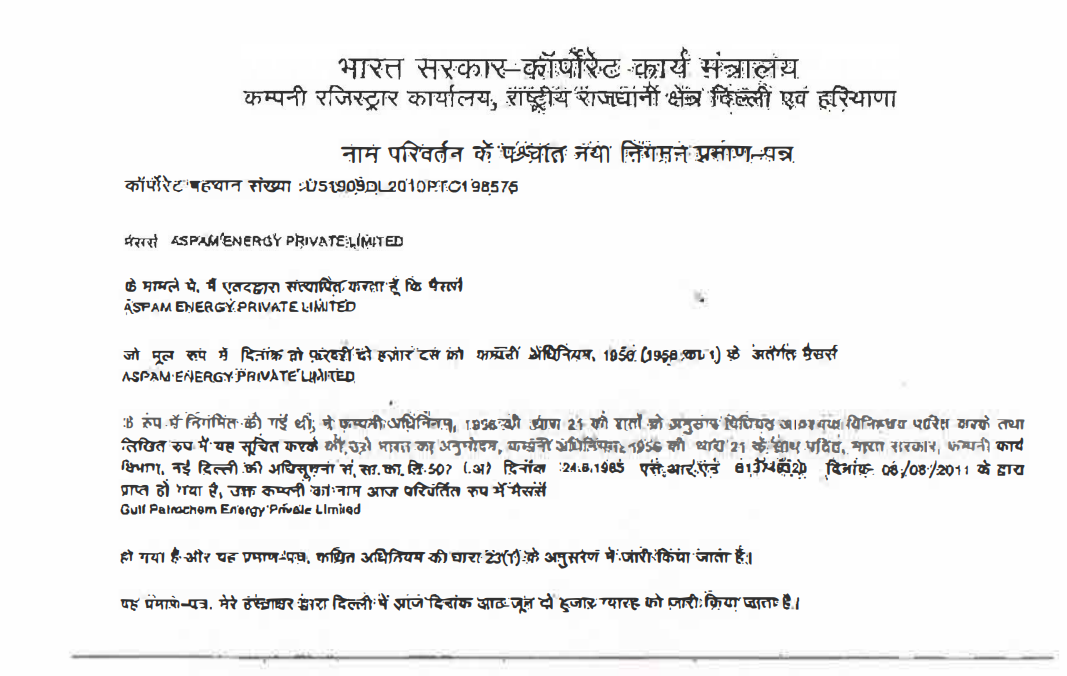 भारत सरकार–कॉर्पोरेट कार्य मंत्रालय
कम्पनी रजिस्ट्रार कार्यालय, राष्ट्रीय राजधानी क्षेत्र दिल्ली एवं हरियाणा
नाम परिवर्तन के पश्चात नया निगमन प्रमाण–पत्र
कॉर्पोरेट पहचान संख्या : U51909DL2010PTC198575
मैसर्स ASPAM ENERGY PRIVATE LIMITED
के मामले में, मैं एतदद्वारा सत्यापित करता हूँ कि मैसर्स
ASPAM ENERGY PRIVATE LIMITED
जो मूल रूप में दिनांक दो फरवरी दो हजार दस को कम्पनी अधिनियम, 1956 (1956 का 1) के अंतर्गत मैसर्स
ASPAM ENERGY PRIVATE LIMITED
के रूप में निगमित की गई थी, ने कम्पनी अधिनियम, 1956 की धारा 21 की शर्तों के अनुसार विधिवत आवश्यक विनिश्चय पारित करके तथा
लिखित रूप में यह सूचित करके की उसे भारत का अनुमोदन, कम्पनी अधिनियम, 1956 की धारा 21 के साथ पठित, भारत सरकार, कम्पनी कार्य
विभाग, नई दिल्ली की अधिसूचना सं. सा.का.नि. 507 (अ) दिनांक 24.6.1985 एस.आर.एन दिनांक 08/06/2011 के द्वारा
प्राप्त हो गया है, उक्त कम्पनी का नाम आज परिवर्तित रूप में मैसर्स
Gulf Petrochem Energy Private Limited
हो गया है और यह प्रमाण–पत्र, कथित अधिनियम की धारा 23(1) के अनुसरण में जारी किया जाता है।
यह प्रमाण–पत्र, मेरे हस्ताक्षर द्वारा दिल्ली में आज दिनांक आठ जून दो हजार ग्यारह को जारी किया जाता है।